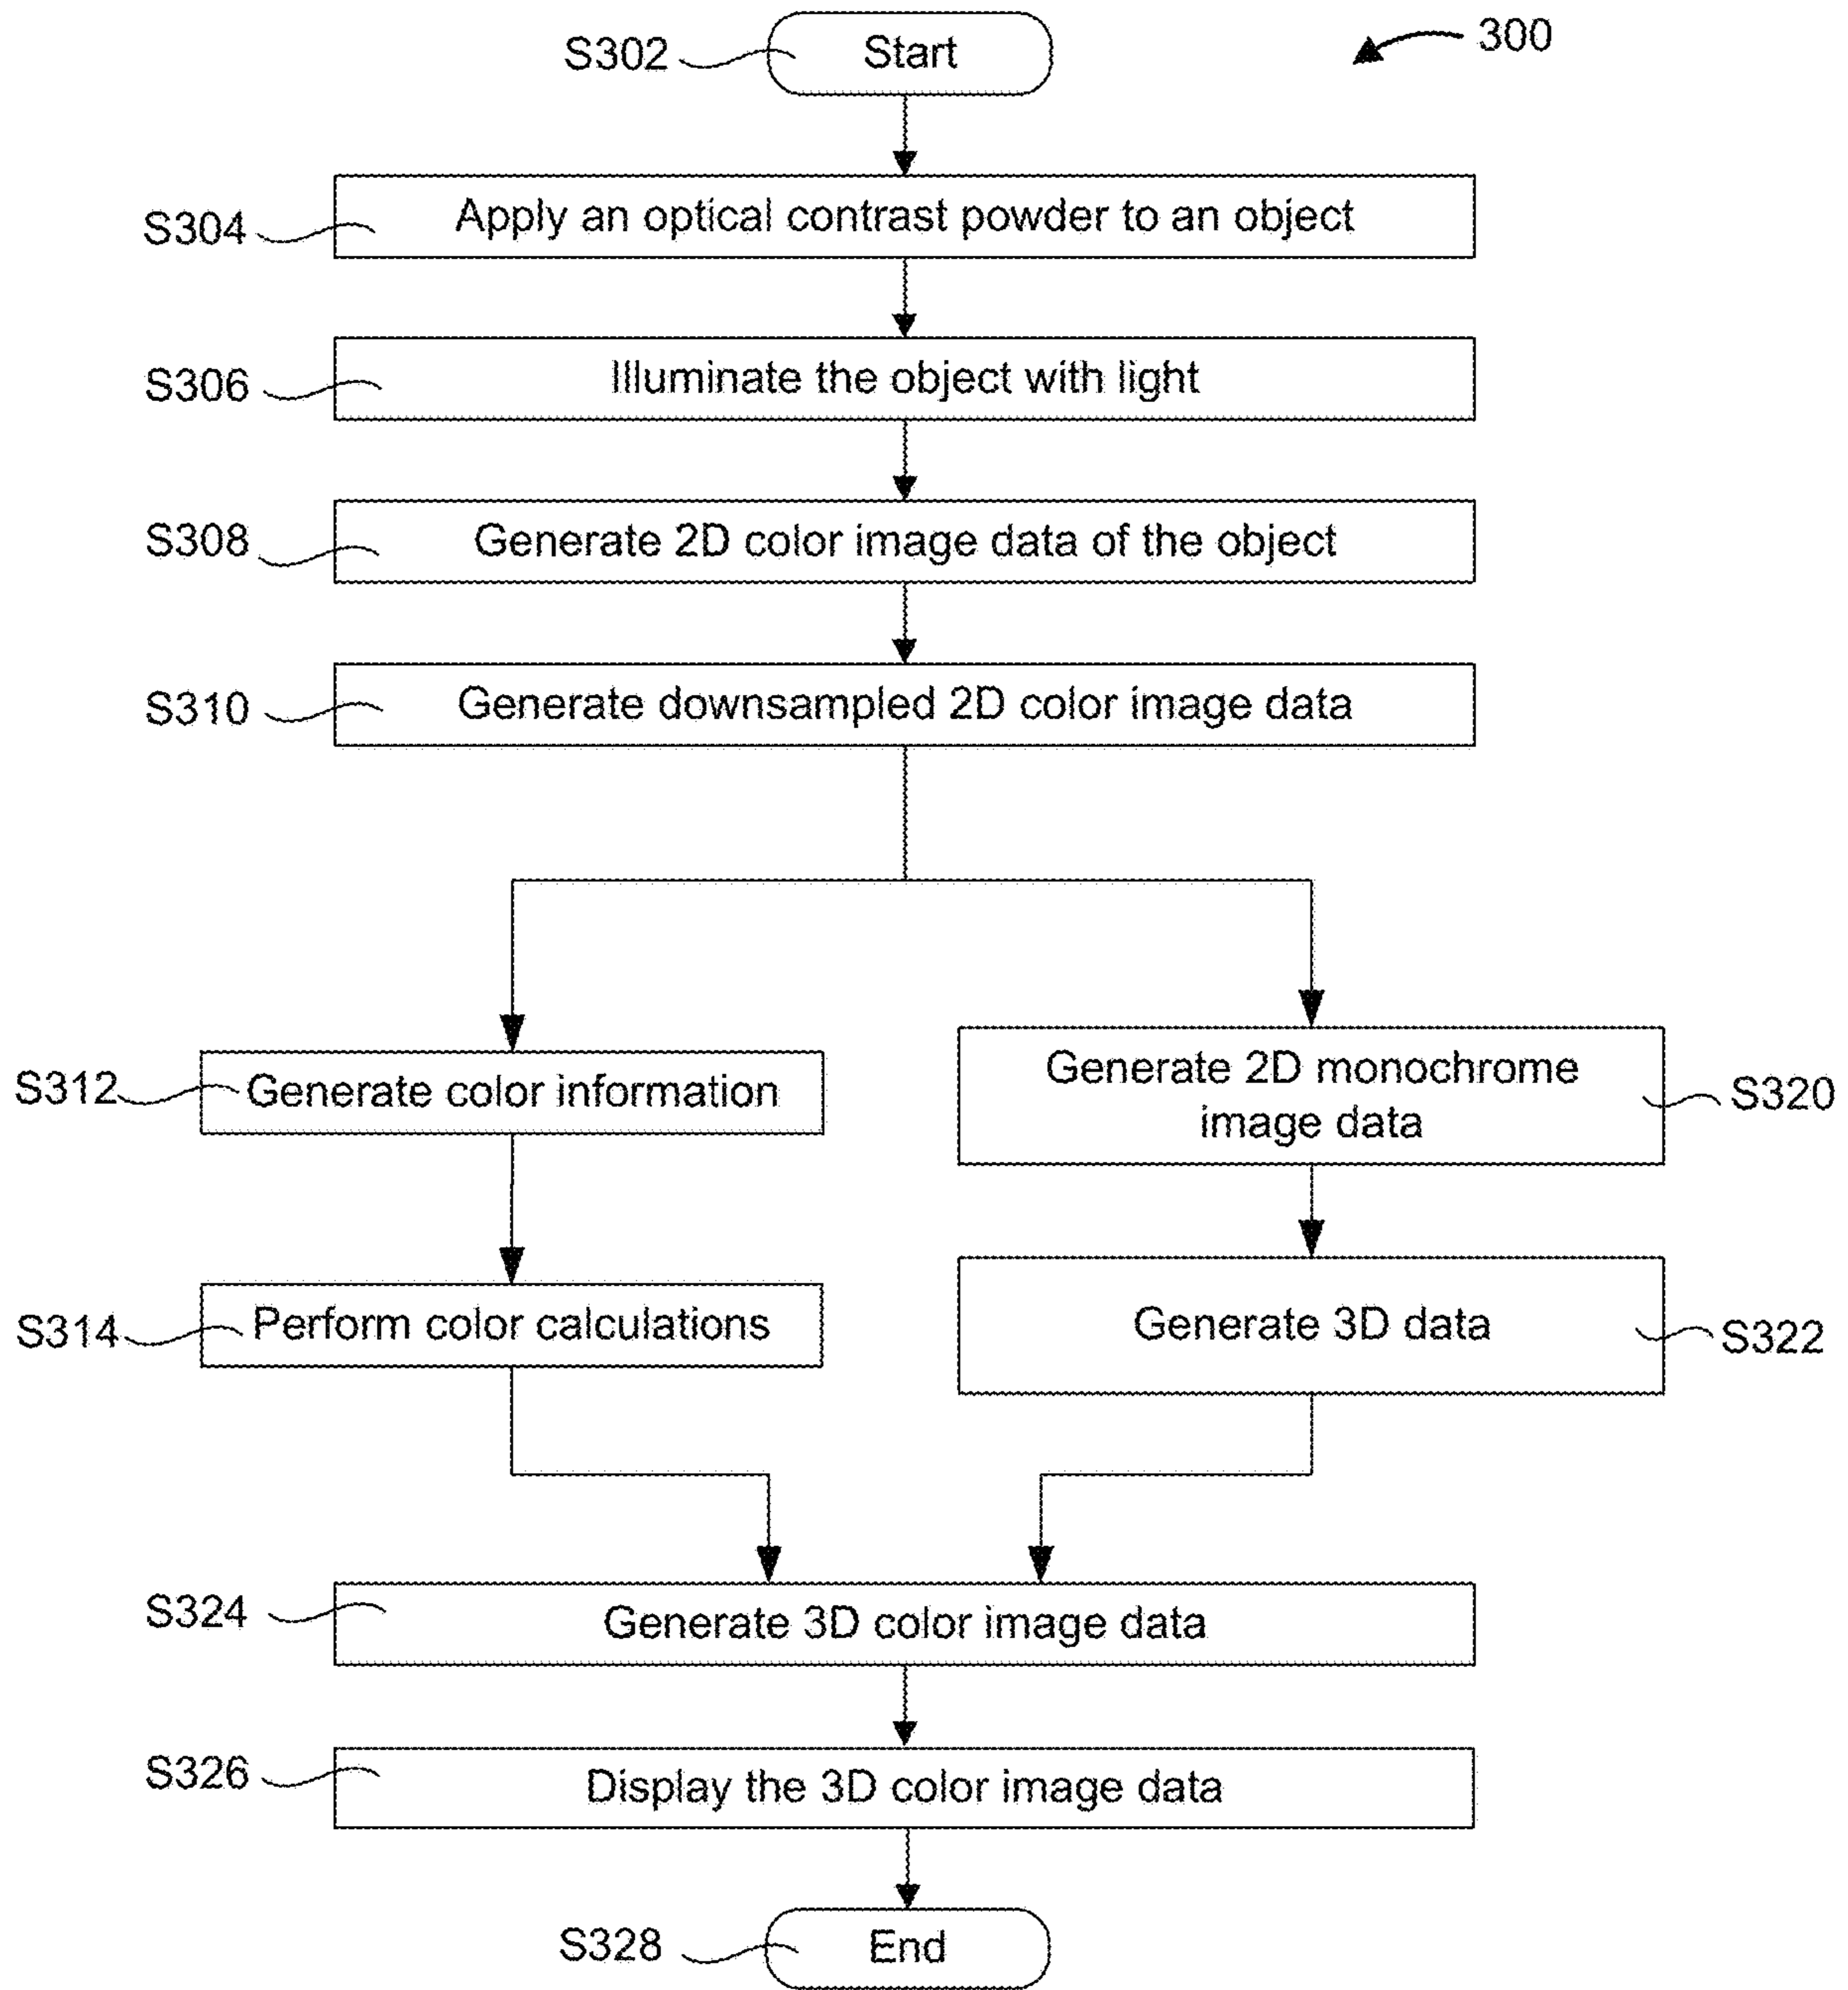 300
S302
Start
S304
Apply an optical contrast powder to an object
S306
Illuminate the object with light
S308
Generate 2D color image data of the object
S310
Generate downsampled 2D color image data
S312
Generate color information
Generate 2D monochrome
image data
S320
S314
Perform color calculations
Generate 3D data
S322
S324
Generate 3D color image data
S326
Display the 3D color image data
S328
End